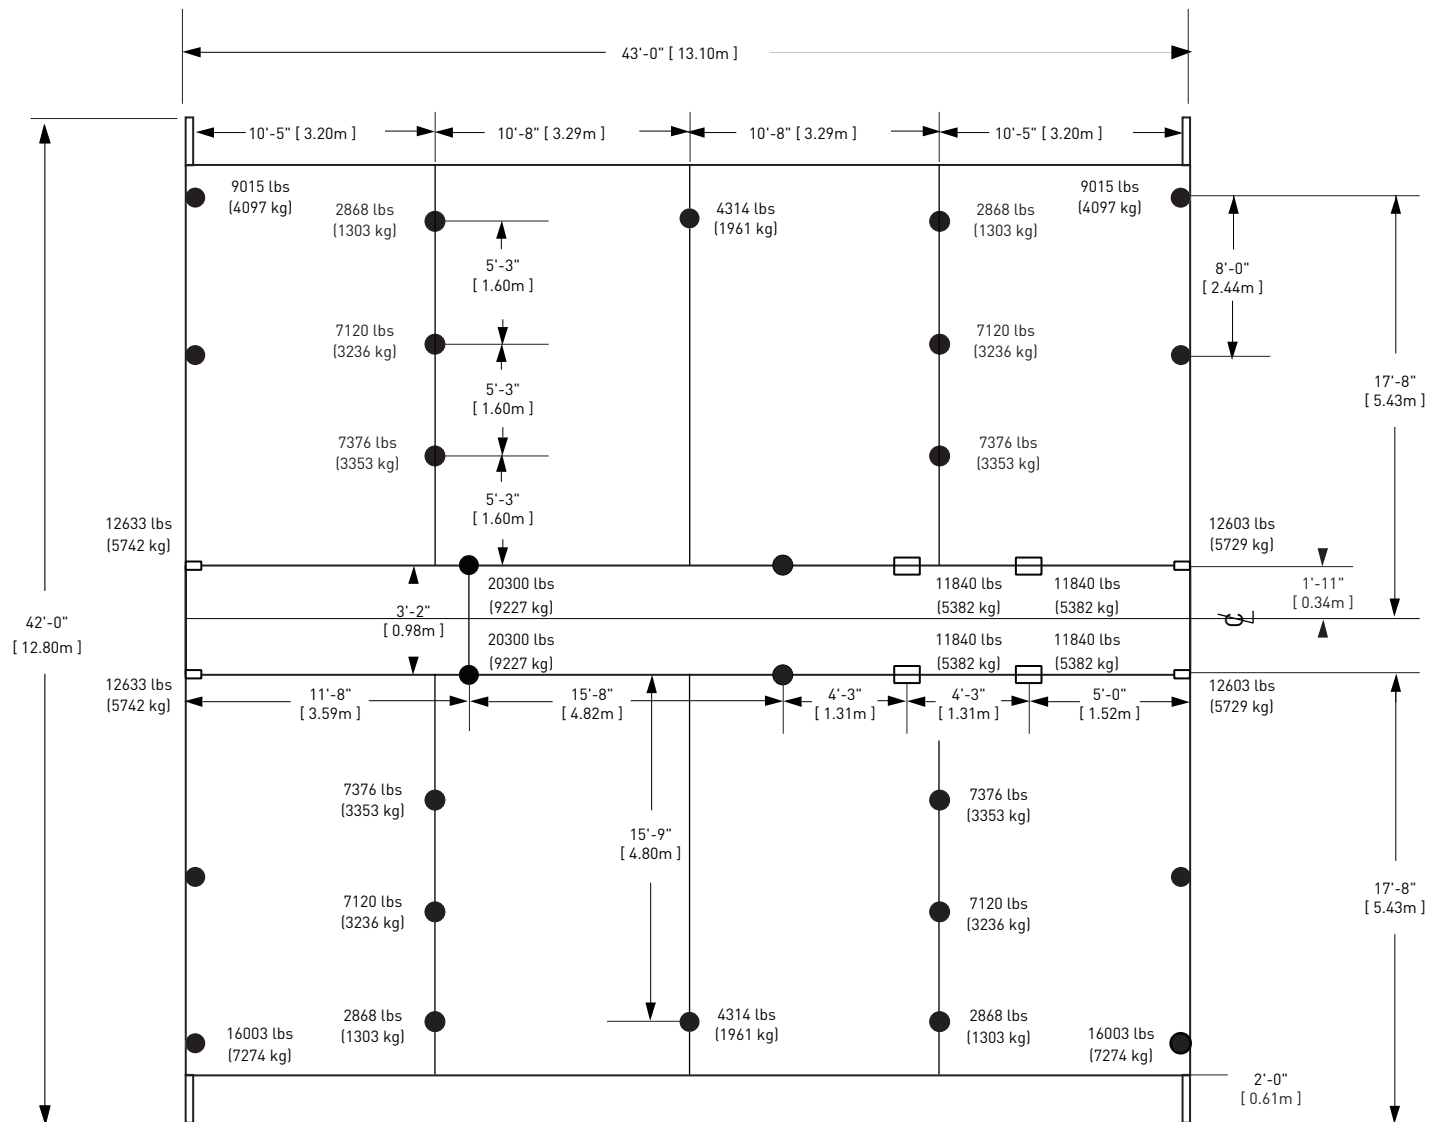 43'-0" [ 13.10m ]
10'-5" [ 3.20m ]
10'-8" [ 3.29m ]
10'-8" [ 3.29m ]
10'-5" [ 3.20m ]
9015 lbs
(4097 kg)
2868 lbs
(1303 kg)
4314 lbs
(1961 kg)
2868 lbs
(1303 kg)
9015 lbs
(4097 kg)
5'-3"
[ 1.60m ]
8'-0"
[ 2.44m ]
7120 lbs
(3236 kg)
7120 lbs
(3236 kg)
5'-3"
[ 1.60m ]
17'-8"
[ 5.43m ]
7376 lbs
(3353 kg)
7376 lbs
(3353 kg)
5'-3"
[ 1.60m ]
12633 lbs
(5742 kg)
12603 lbs
(5729 kg)
20300 lbs
(9227 kg)
11840 lbs
(5382 kg)
11840 lbs
(5382 kg)
1'-11"
[ 0.34m ]
3'-2"
[ 0.98m ]
42'-0"
[ 12.80m ]
20300 lbs
(9227 kg)
11840 lbs
(5382 kg)
11840 lbs
(5382 kg)
12633 lbs
(5742 kg)
12603 lbs
(5729 kg)
11'-8"
[ 3.59m ]
15'-8"
[ 4.82m ]
4'-3"
[ 1.31m ]
4'-3"
[ 1.31m ]
5'-0"
[ 1.52m ]
7376 lbs
(3353 kg)
7376 lbs
(3353 kg)
15'-9"
[ 4.80m ]
7120 lbs
(3236 kg)
7120 lbs
(3236 kg)
17'-8"
[ 5.43m ]
2868 lbs
(1303 kg)
4314 lbs
(1961 kg)
2868 lbs
(1303 kg)
16003 lbs
(7274 kg)
16003 lbs
(7274 kg)
2'-0"
[ 0.61m ]